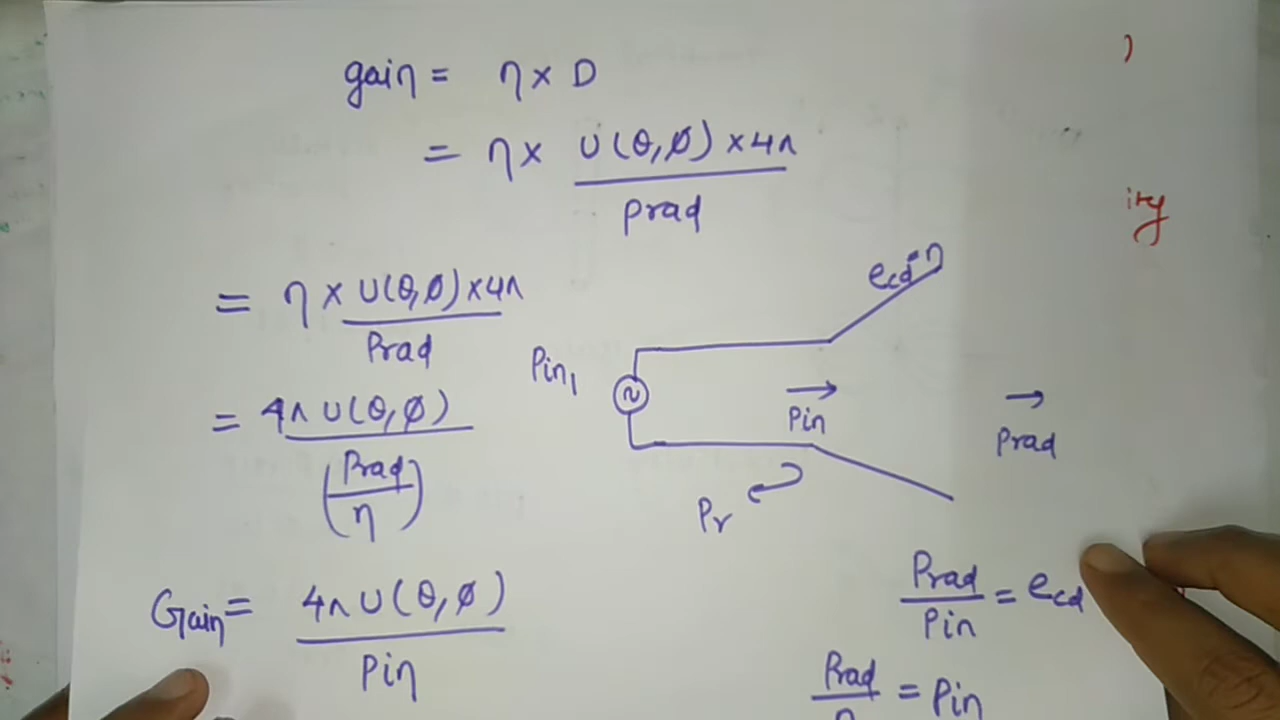 gain = η × D
= η × U(θ,φ) × 4π / Prad
= η × U(θ,φ) × 4π / Prad
= 4π U(θ,φ) / (Prad / η)
Gain = 4π U(θ,φ) / Pin
ecd = η
Pin1
~
→ Pin
→ Prad
Pr
Prad / Pin = ecd
Prad / η = Pin